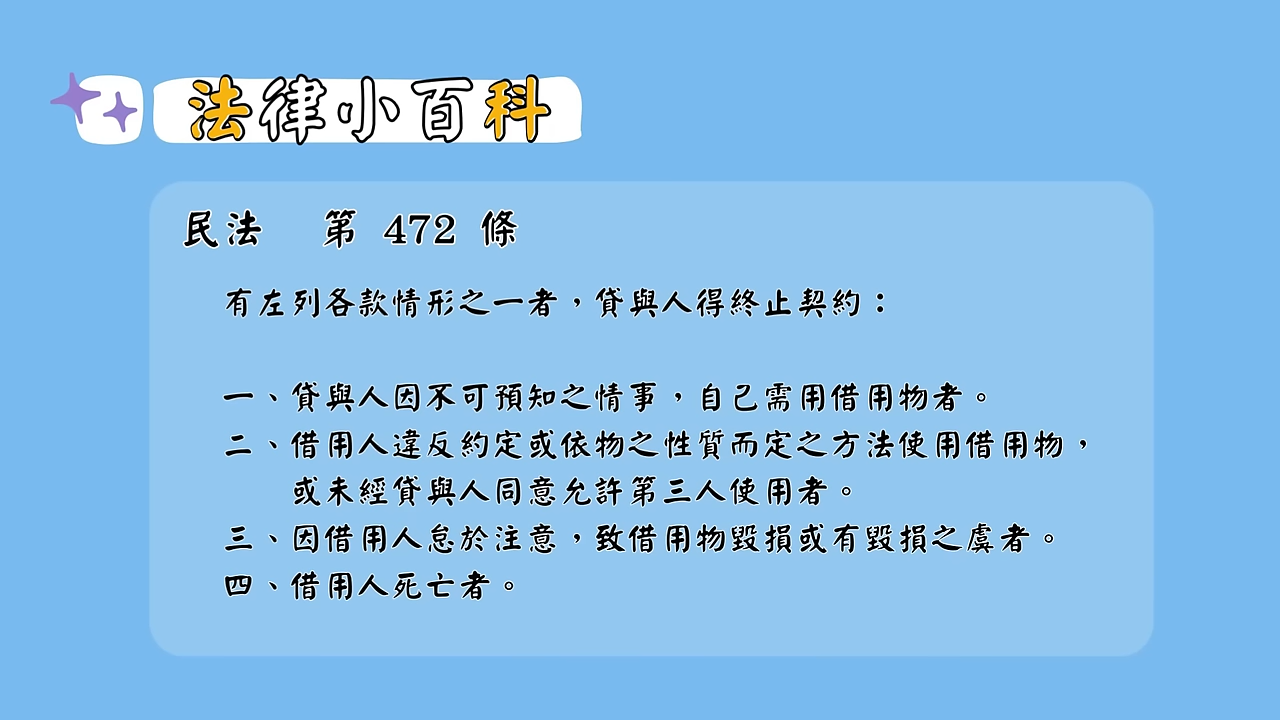 法律小百科
民法 第 472 條
有左列各款情形之一者，貸與人得終止契約：
一、貸與人因不可預知之情事，自己需用借用物者。
二、借用人違反約定或依物之性質而定之方法使用借用物，
或未經貸與人同意允許第三人使用者。
三、因借用人怠於注意，致借用物毀損或有毀損之虞者。
四、借用人死亡者。